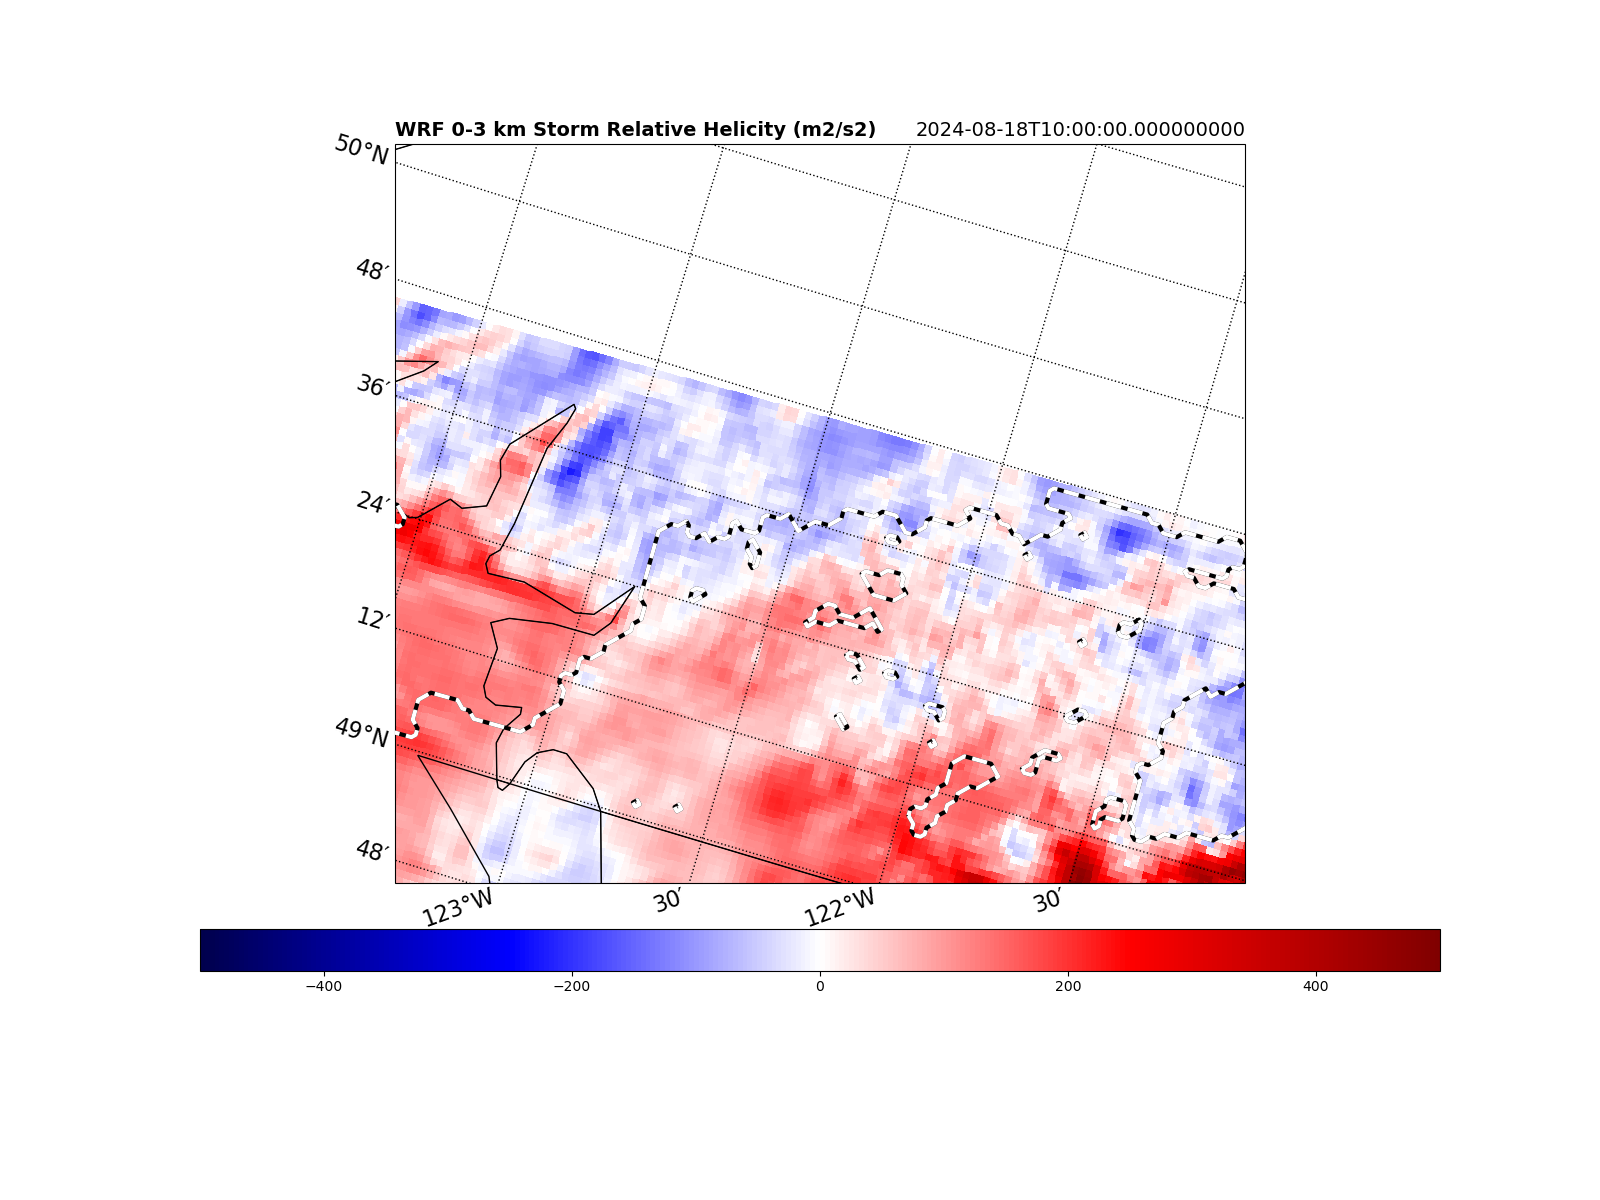 WRF 0-3 km Storm Relative Helicity (m2/s2) 2024-08-18T10:00:00.000000000
50°N
48′
36′
24′
12′
49°N
48′
123°W 30′ 122°W 30′
−400 −200 0 200 400